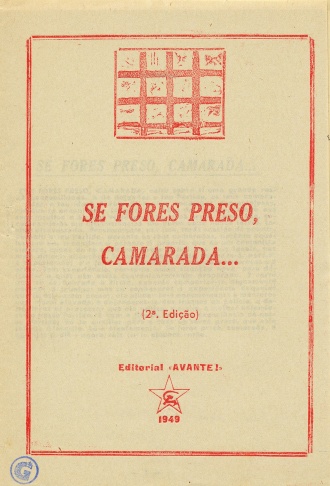 SE FORES PRESO,
CAMARADA...
(2ª. Edição)
Editorial «AVANTE!»
1949
G